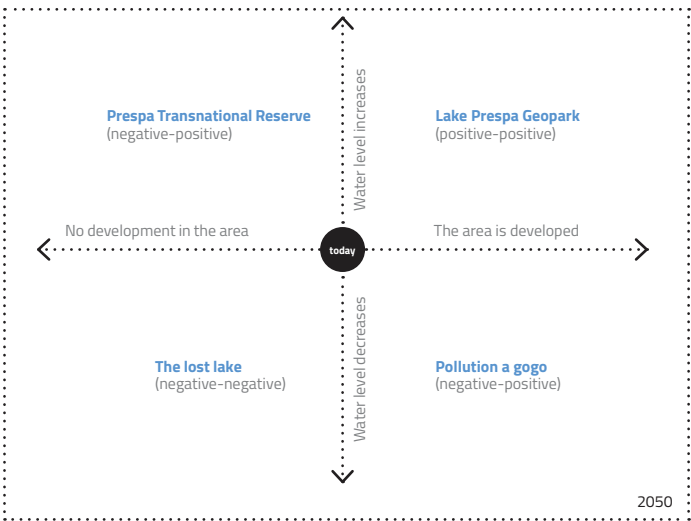 Water level increases
Prespa Transnational Reserve
(negative-positive)
Lake Prespa Geopark
(positive-positive)
No development in the area
The area is developed
today
Water level decreases
The lost lake
(negative-negative)
Pollution a gogo
(negative-positive)
2050